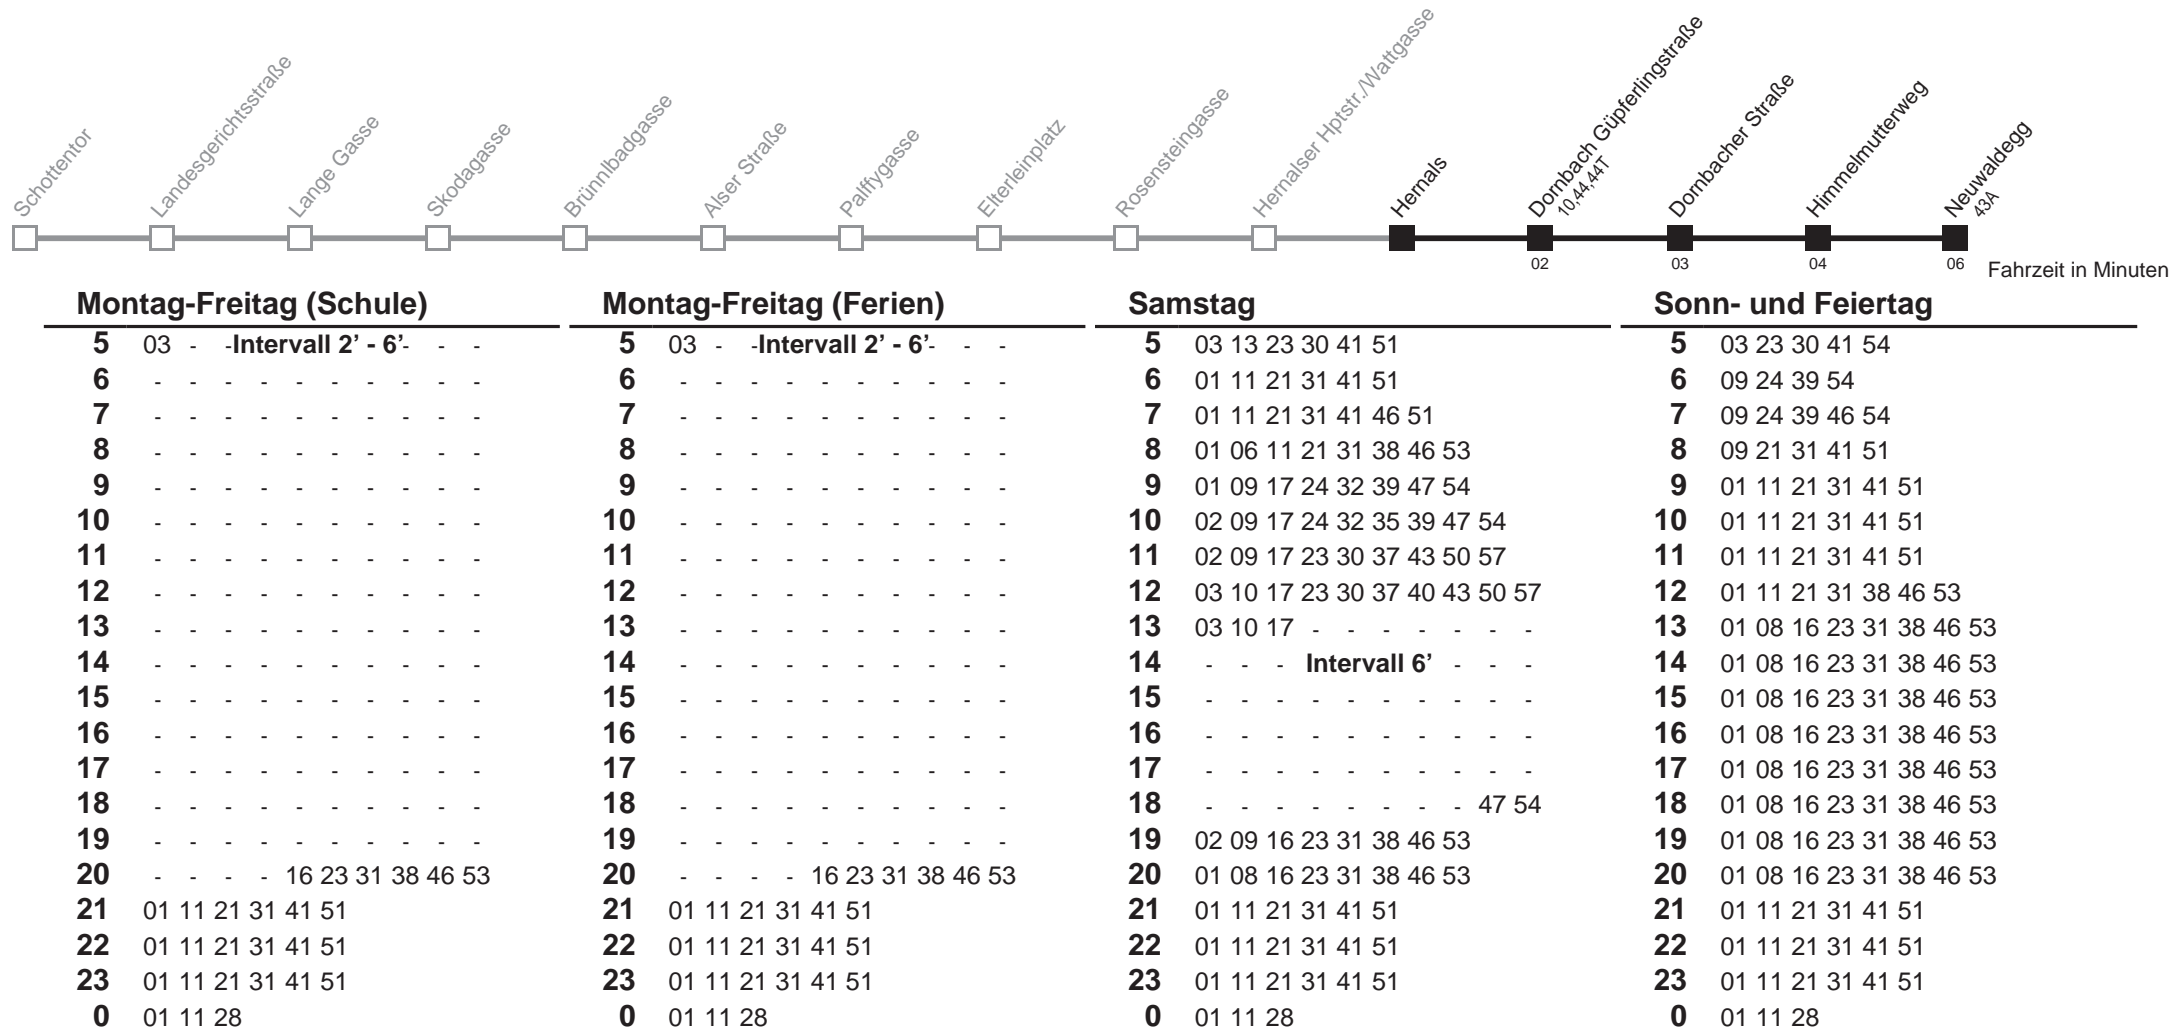 Schottentor
Landesgerichtsstraße
Lange Gasse
Skodagasse
Brünnlbadgasse
Alser Straße
Palffygasse
Elterleinplatz
Rosensteingasse
Hernalser Hptstr./Wattgasse
Hernals
Dornbach Güpferlingstraße
10,44,44T
Dornbacher Straße
Himmelmutterweg
Neuwaldegg
43A
02 03 04 06 Fahrzeit in Minuten
Montag-Freitag (Schule)
5 03 - -Intervall 2’ - 6’- - -
6 - - - - - - - - - -
7 - - - - - - - - - -
8 - - - - - - - - - -
9 - - - - - - - - - -
10 - - - - - - - - - -
11 - - - - - - - - - -
12 - - - - - - - - - -
13 - - - - - - - - - -
14 - - - - - - - - - -
15 - - - - - - - - - -
16 - - - - - - - - - -
17 - - - - - - - - - -
18 - - - - - - - - - -
19 - - - - - - - - - -
20 - - - - 16 23 31 38 46 53
21 01 11 21 31 41 51
22 01 11 21 31 41 51
23 01 11 21 31 41 51
0 01 11 28
Montag-Freitag (Ferien)
5 03 - -Intervall 2’ - 6’- - -
6 - - - - - - - - - -
7 - - - - - - - - - -
8 - - - - - - - - - -
9 - - - - - - - - - -
10 - - - - - - - - - -
11 - - - - - - - - - -
12 - - - - - - - - - -
13 - - - - - - - - - -
14 - - - - - - - - - -
15 - - - - - - - - - -
16 - - - - - - - - - -
17 - - - - - - - - - -
18 - - - - - - - - - -
19 - - - - - - - - - -
20 - - - - 16 23 31 38 46 53
21 01 11 21 31 41 51
22 01 11 21 31 41 51
23 01 11 21 31 41 51
0 01 11 28
Samstag
5 03 13 23 30 41 51
6 01 11 21 31 41 51
7 01 11 21 31 41 46 51
8 01 06 11 21 31 38 46 53
9 01 09 17 24 32 39 47 54
10 02 09 17 24 32 35 39 47 54
11 02 09 17 23 30 37 43 50 57
12 03 10 17 23 30 37 40 43 50 57
13 03 10 17 - - - - - - -
14 - - - Intervall 6’ - - -
15 - - - - - - - - - -
16 - - - - - - - - - -
17 - - - - - - - - - -
18 - - - - - - - - 47 54
19 02 09 16 23 31 38 46 53
20 01 08 16 23 31 38 46 53
21 01 11 21 31 41 51
22 01 11 21 31 41 51
23 01 11 21 31 41 51
0 01 11 28
Sonn- und Feiertag
5 03 23 30 41 54
6 09 24 39 54
7 09 24 39 46 54
8 09 21 31 41 51
9 01 11 21 31 41 51
10 01 11 21 31 41 51
11 01 11 21 31 41 51
12 01 11 21 31 38 46 53
13 01 08 16 23 31 38 46 53
14 01 08 16 23 31 38 46 53
15 01 08 16 23 31 38 46 53
16 01 08 16 23 31 38 46 53
17 01 08 16 23 31 38 46 53
18 01 08 16 23 31 38 46 53
19 01 08 16 23 31 38 46 53
20 01 08 16 23 31 38 46 53
21 01 11 21 31 41 51
22 01 11 21 31 41 51
23 01 11 21 31 41 51
0 01 11 28